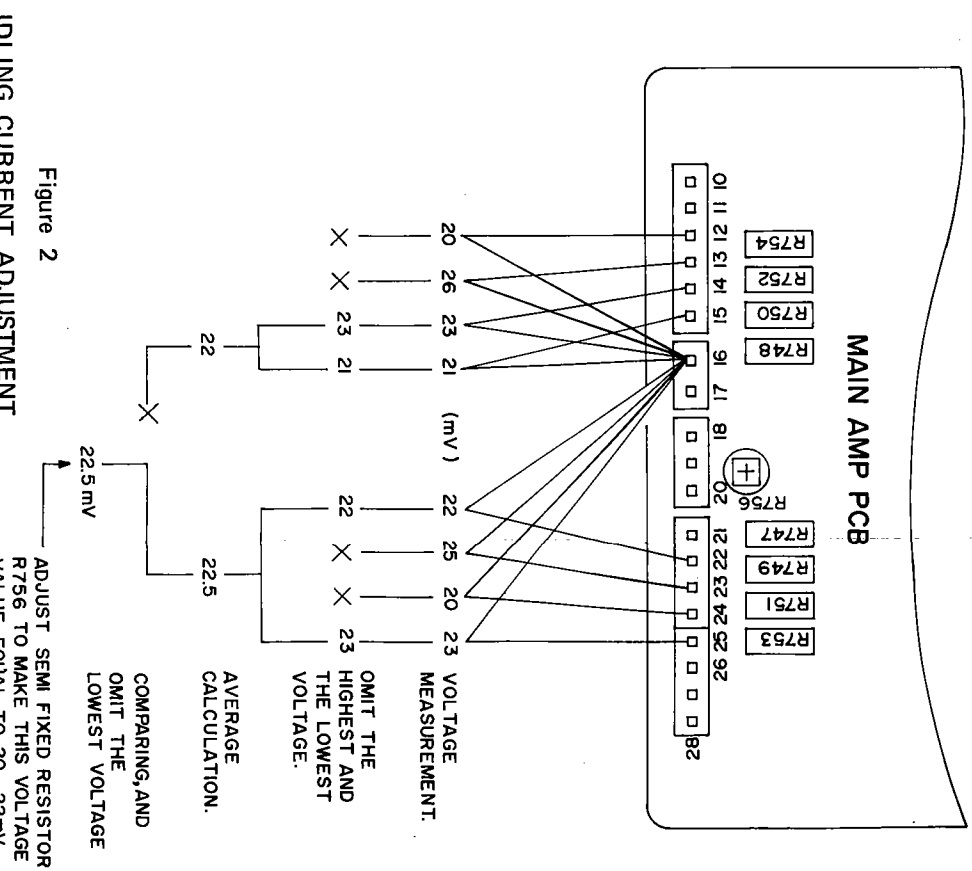 MAIN AMP PCB
R754 R752 R750 R748 R756 R747 R749 R751 R753
10 11 12 13 14 15 16 17 18 20 21 22 23 24 25 26 28
20 26 23 21 (mV) 22 25 20 23 VOLTAGE
MEASUREMENT.
X X 23 21 22 X X 23 OMIT THE
HIGHEST AND
THE LOWEST
VOLTAGE.
22 22.5 AVERAGE
CALCULATION.
X COMPARING, AND
OMIT THE
LOWEST VOLTAGE
22.5 mV
ADJUST SEMI FIXED RESISTOR
R756 TO MAKE THIS VOLTAGE
Figure 2
IDLING CURRENT ADJUSTMENT